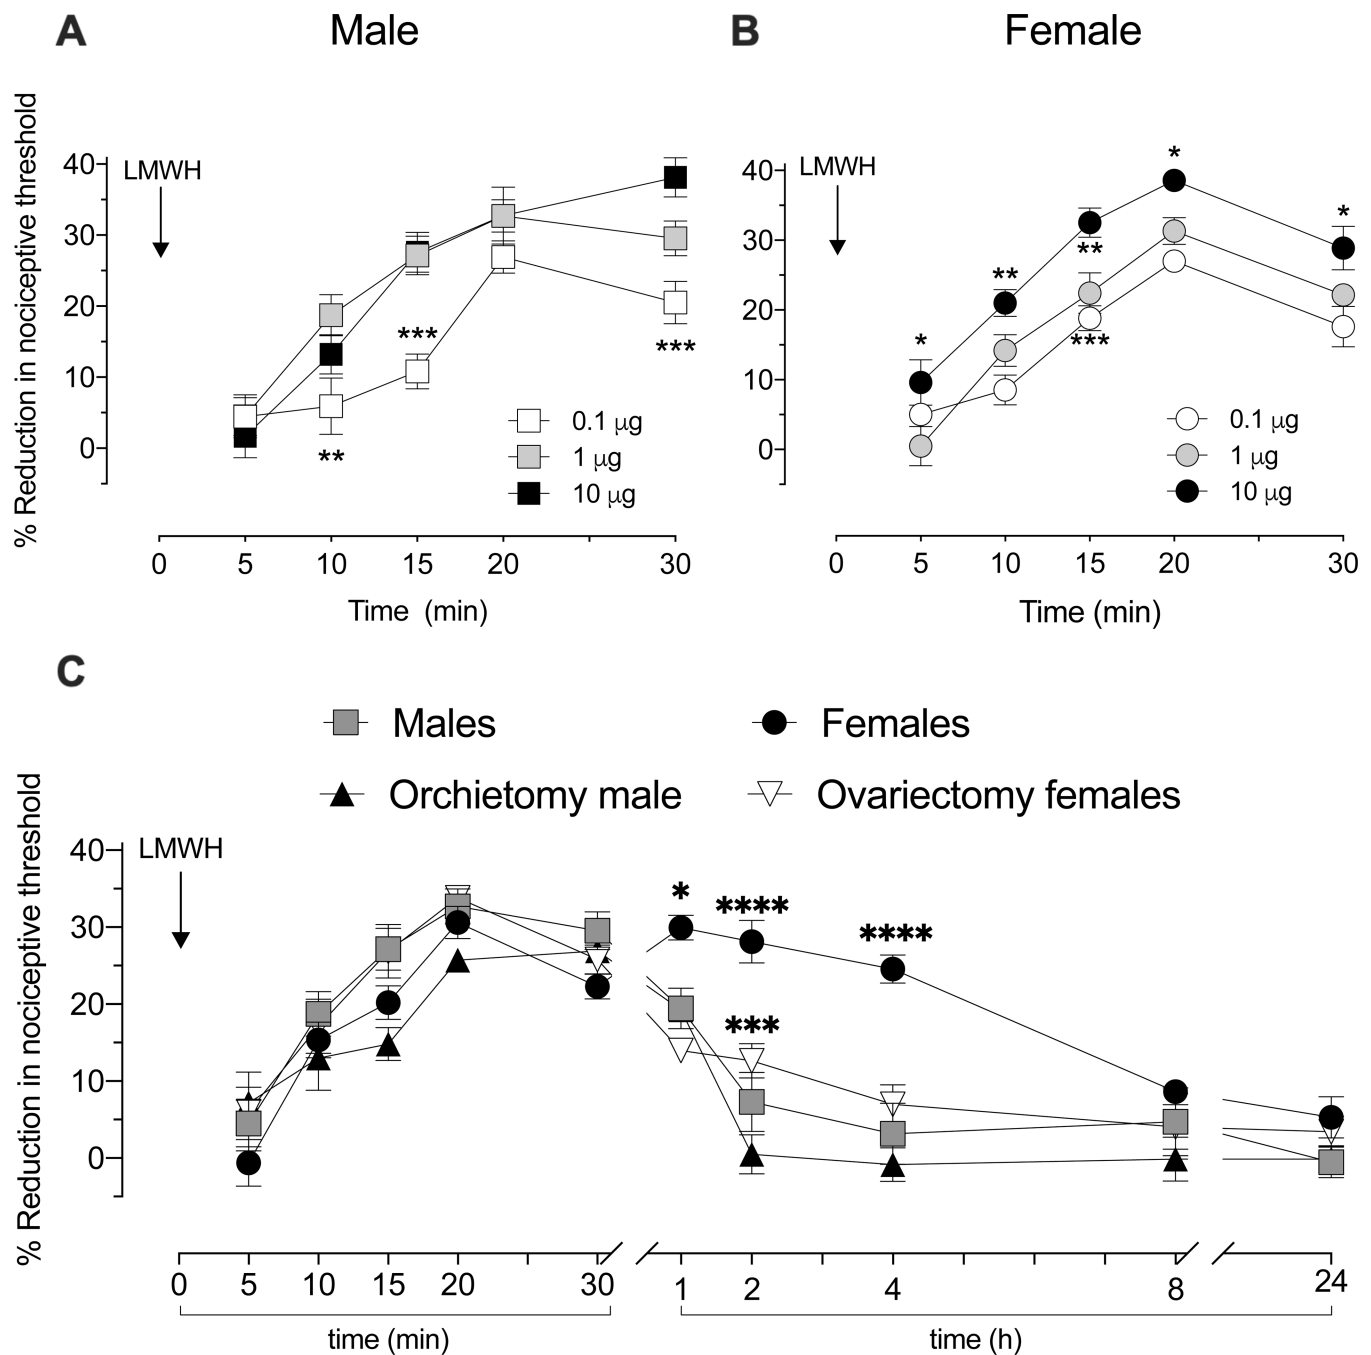 A Male
% Reduction in nociceptive threshold
LMWH
40
30
20
10
0
***
***
**
0.1 μg
1 μg
10 μg
0 5 10 15 20 30
Time (min)
B Female
LMWH
40
30
20
10
0
*
*
**
**
*
***
0.1 μg
1 μg
10 μg
0 5 10 15 20 30
Time (min)
C
Males
Females
Orchietomy male
Ovariectomy females
% Reduction in nociceptive threshold
LMWH
40
30
20
10
0
*
****
****
***
0 5 10 15 20 30 1 2 4 8 24
time (min)
time (h)